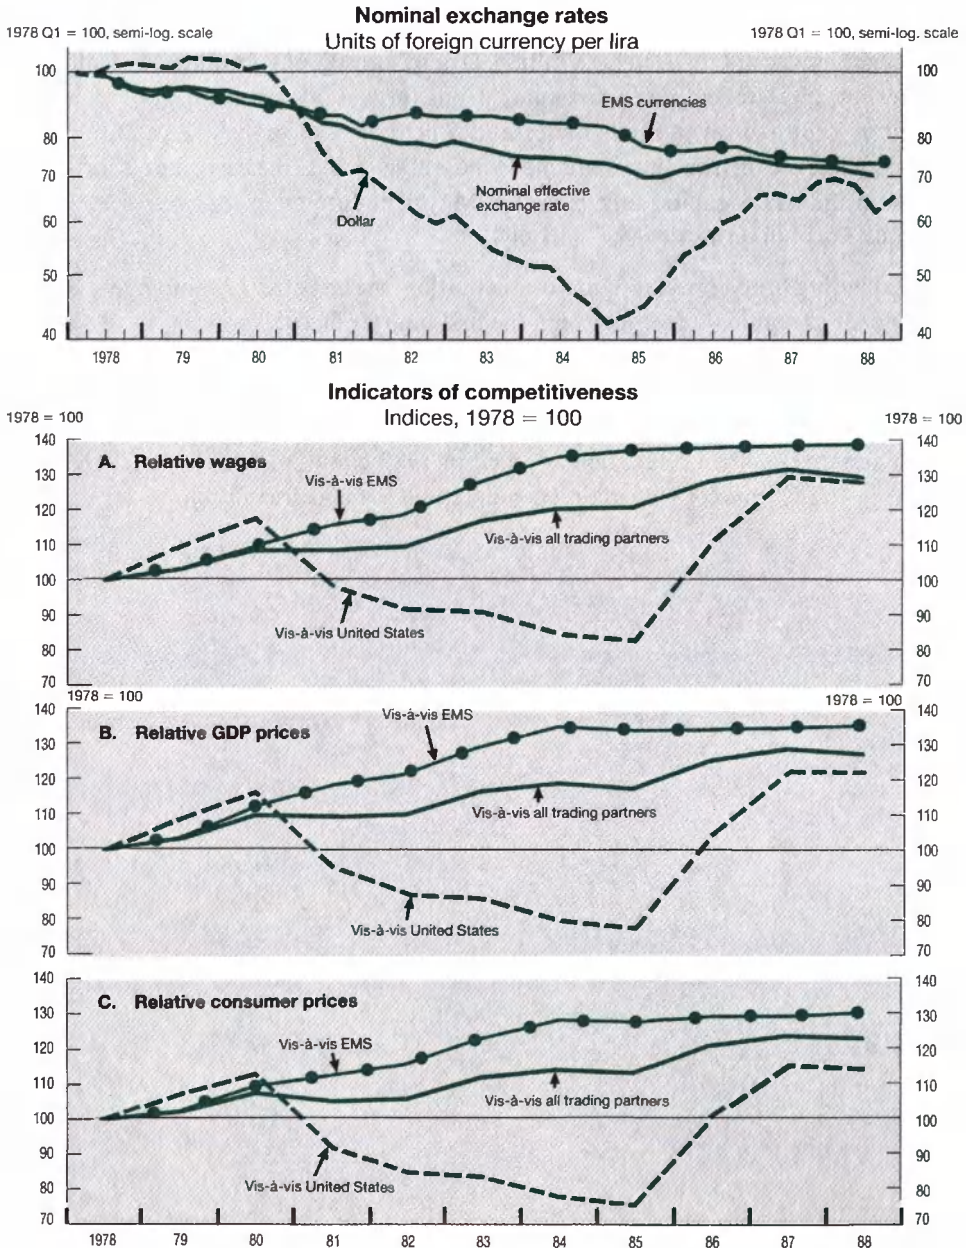 Nominal exchange rates
1978 Q1 = 100, semi-log. scale
Units of foreign currency per lira
1978 Q1 = 100, semi-log. scale
100
80
70
60
50
40
EMS currencies
Nominal effective
exchange rate
Dollar
100
80
70
60
50
40
1978 79 80 81 82 83 84 85 86 87 88
Indicators of competitiveness
1978 = 100
Indices, 1978 = 100
1978 = 100
140
130
120
110
100
90
80
70
A. Relative wages
Vis-à-vis EMS
Vis-à-vis all trading partners
Vis-à-vis United States
140
130
120
110
100
90
80
70
1978 = 100
1978 = 100
140
130
120
110
100
90
80
70
Vis-à-vis EMS
B. Relative GDP prices
Vis-à-vis all trading partners
Vis-à-vis United States
140
130
120
110
100
90
80
70
140
130
120
110
100
90
80
70
C. Relative consumer prices
Vis-à-vis EMS
Vis-à-vis all trading partners
Vis-à-vis United States
140
130
120
110
100
90
80
70
1978 79 80 81 82 83 84 85 86 87 88